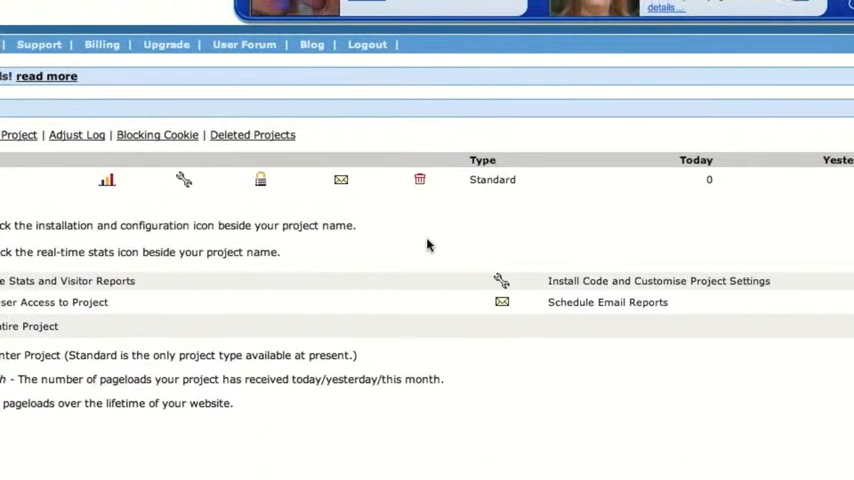 details...
| Support | Billing | Upgrade | User Forum | Blog | Logout |
ls! read more
Project | Adjust Log | Blocking Cookie | Deleted Projects
Type Today Yeste
Standard 0
ck the installation and configuration icon beside your project name.
ck the real-time stats icon beside your project name.
e Stats and Visitor Reports Install Code and Customise Project Settings
ser Access to Project Schedule Email Reports
ntire Project
nter Project (Standard is the only project type available at present.)
h - The number of pageloads your project has received today/yesterday/this month.
pageloads over the lifetime of your website.